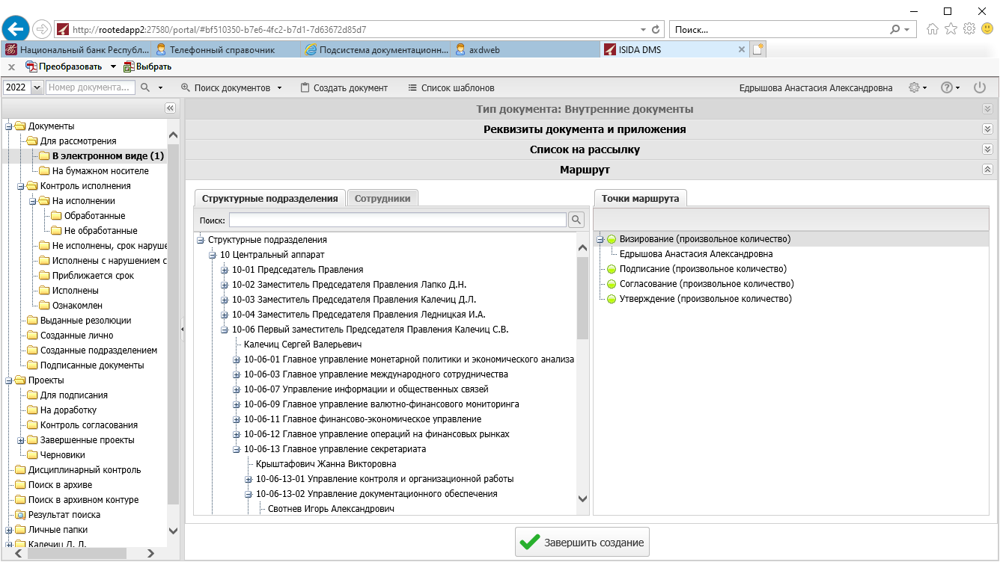 http://rootedapp2:27580/portal/#bf510350-b7e6-4fc2-b7d1-7d63672d85d7
Поиск...
Национальный банк Республ...
Телефонный справочник
Подсистема документационн...
axdweb
ISIDA DMS
Преобразовать
Выбрать
2022
Номер документа...
Поиск документов
Создать документ
Список шаблонов
Едрышова Анастасия Александровна
Документы
Для рассмотрения
В электронном виде (1)
На бумажном носителе
Контроль исполнения
На исполнении
Обработанные
Не обработанные
Не исполнены, срок наруше
Исполнены с нарушением с
Приближается срок
Исполнены
Ознакомлен
Выданные резолюции
Созданные лично
Созданные подразделением
Подписанные документы
Проекты
Для подписания
На доработку
Контроль согласования
Завершенные проекты
Черновики
Дисциплинарный контроль
Поиск в архиве
Поиск в архивном контуре
Результат поиска
Личные папки
Калечиц Д. Л.
Тип документа: Внутренние документы
Реквизиты документа и приложения
Список на рассылку
Маршрут
Структурные подразделения
Сотрудники
Поиск:
Структурные подразделения
10 Центральный аппарат
10-01 Председатель Правления
10-02 Заместитель Председателя Правления Лапко Д.Н.
10-03 Заместитель Председателя Правления Калечиц Д.Л.
10-04 Заместитель Председателя Правления Ледницкая И.А.
10-06 Первый заместитель Председателя Правления Калечиц С.В.
Калечиц Сергей Валерьевич
10-06-01 Главное управление монетарной политики и экономического анализа
10-06-03 Главное управление международного сотрудничества
10-06-07 Управление информации и общественных связей
10-06-09 Главное управление валютно-финансового мониторинга
10-06-11 Главное финансово-экономическое управление
10-06-12 Главное управление операций на финансовых рынках
10-06-13 Главное управление секретариата
Крыштафович Жанна Викторовна
10-06-13-01 Управление контроля и организационной работы
10-06-13-02 Управление документационного обеспечения
Свотнев Игорь Александрович
Точки маршрута
Визирование (произвольное количество)
Едрышова Анастасия Александровна
Подписание (произвольное количество)
Согласование (произвольное количество)
Утверждение (произвольное количество)
Завершить создание